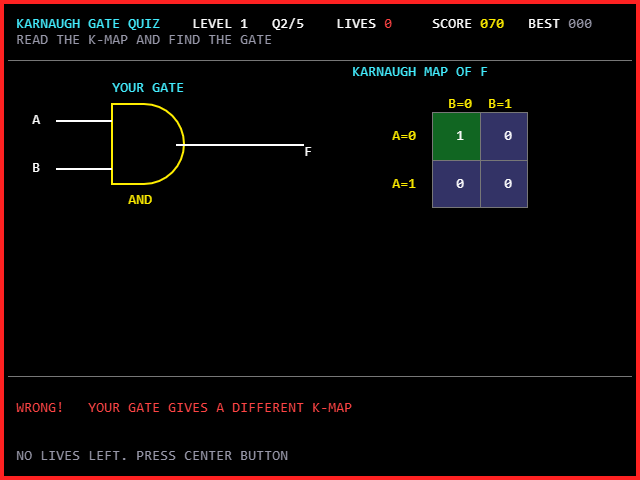 KARNAUGH GATE QUIZ LEVEL 1 Q2/5 LIVES 0 SCORE 070 BEST 000
READ THE K-MAP AND FIND THE GATE
KARNAUGH MAP OF F
YOUR GATE
B=0 B=1
A
A=0 1 0
F
B
A=1 0 0
AND
WRONG! YOUR GATE GIVES A DIFFERENT K-MAP
NO LIVES LEFT. PRESS CENTER BUTTON